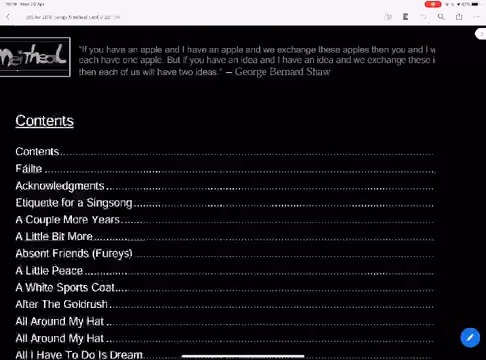 Meitheal
"If you have an apple and I have an apple and we exchange these apples then you and I w
each have one apple. But if you have an idea and I have an idea and we exchange these i
then each of us will have two ideas." – George Bernard Shaw
Contents
Contents
Failte
Acknowledgments
Etiquette for a Singsong
A Couple More Years
A Little Bit More
Absent Friends (Fureys)
A Little Peace
A White Sports Coat
After The Goldrush
All Around My Hat
All Around My Hat
All I Have To Do Is Dream